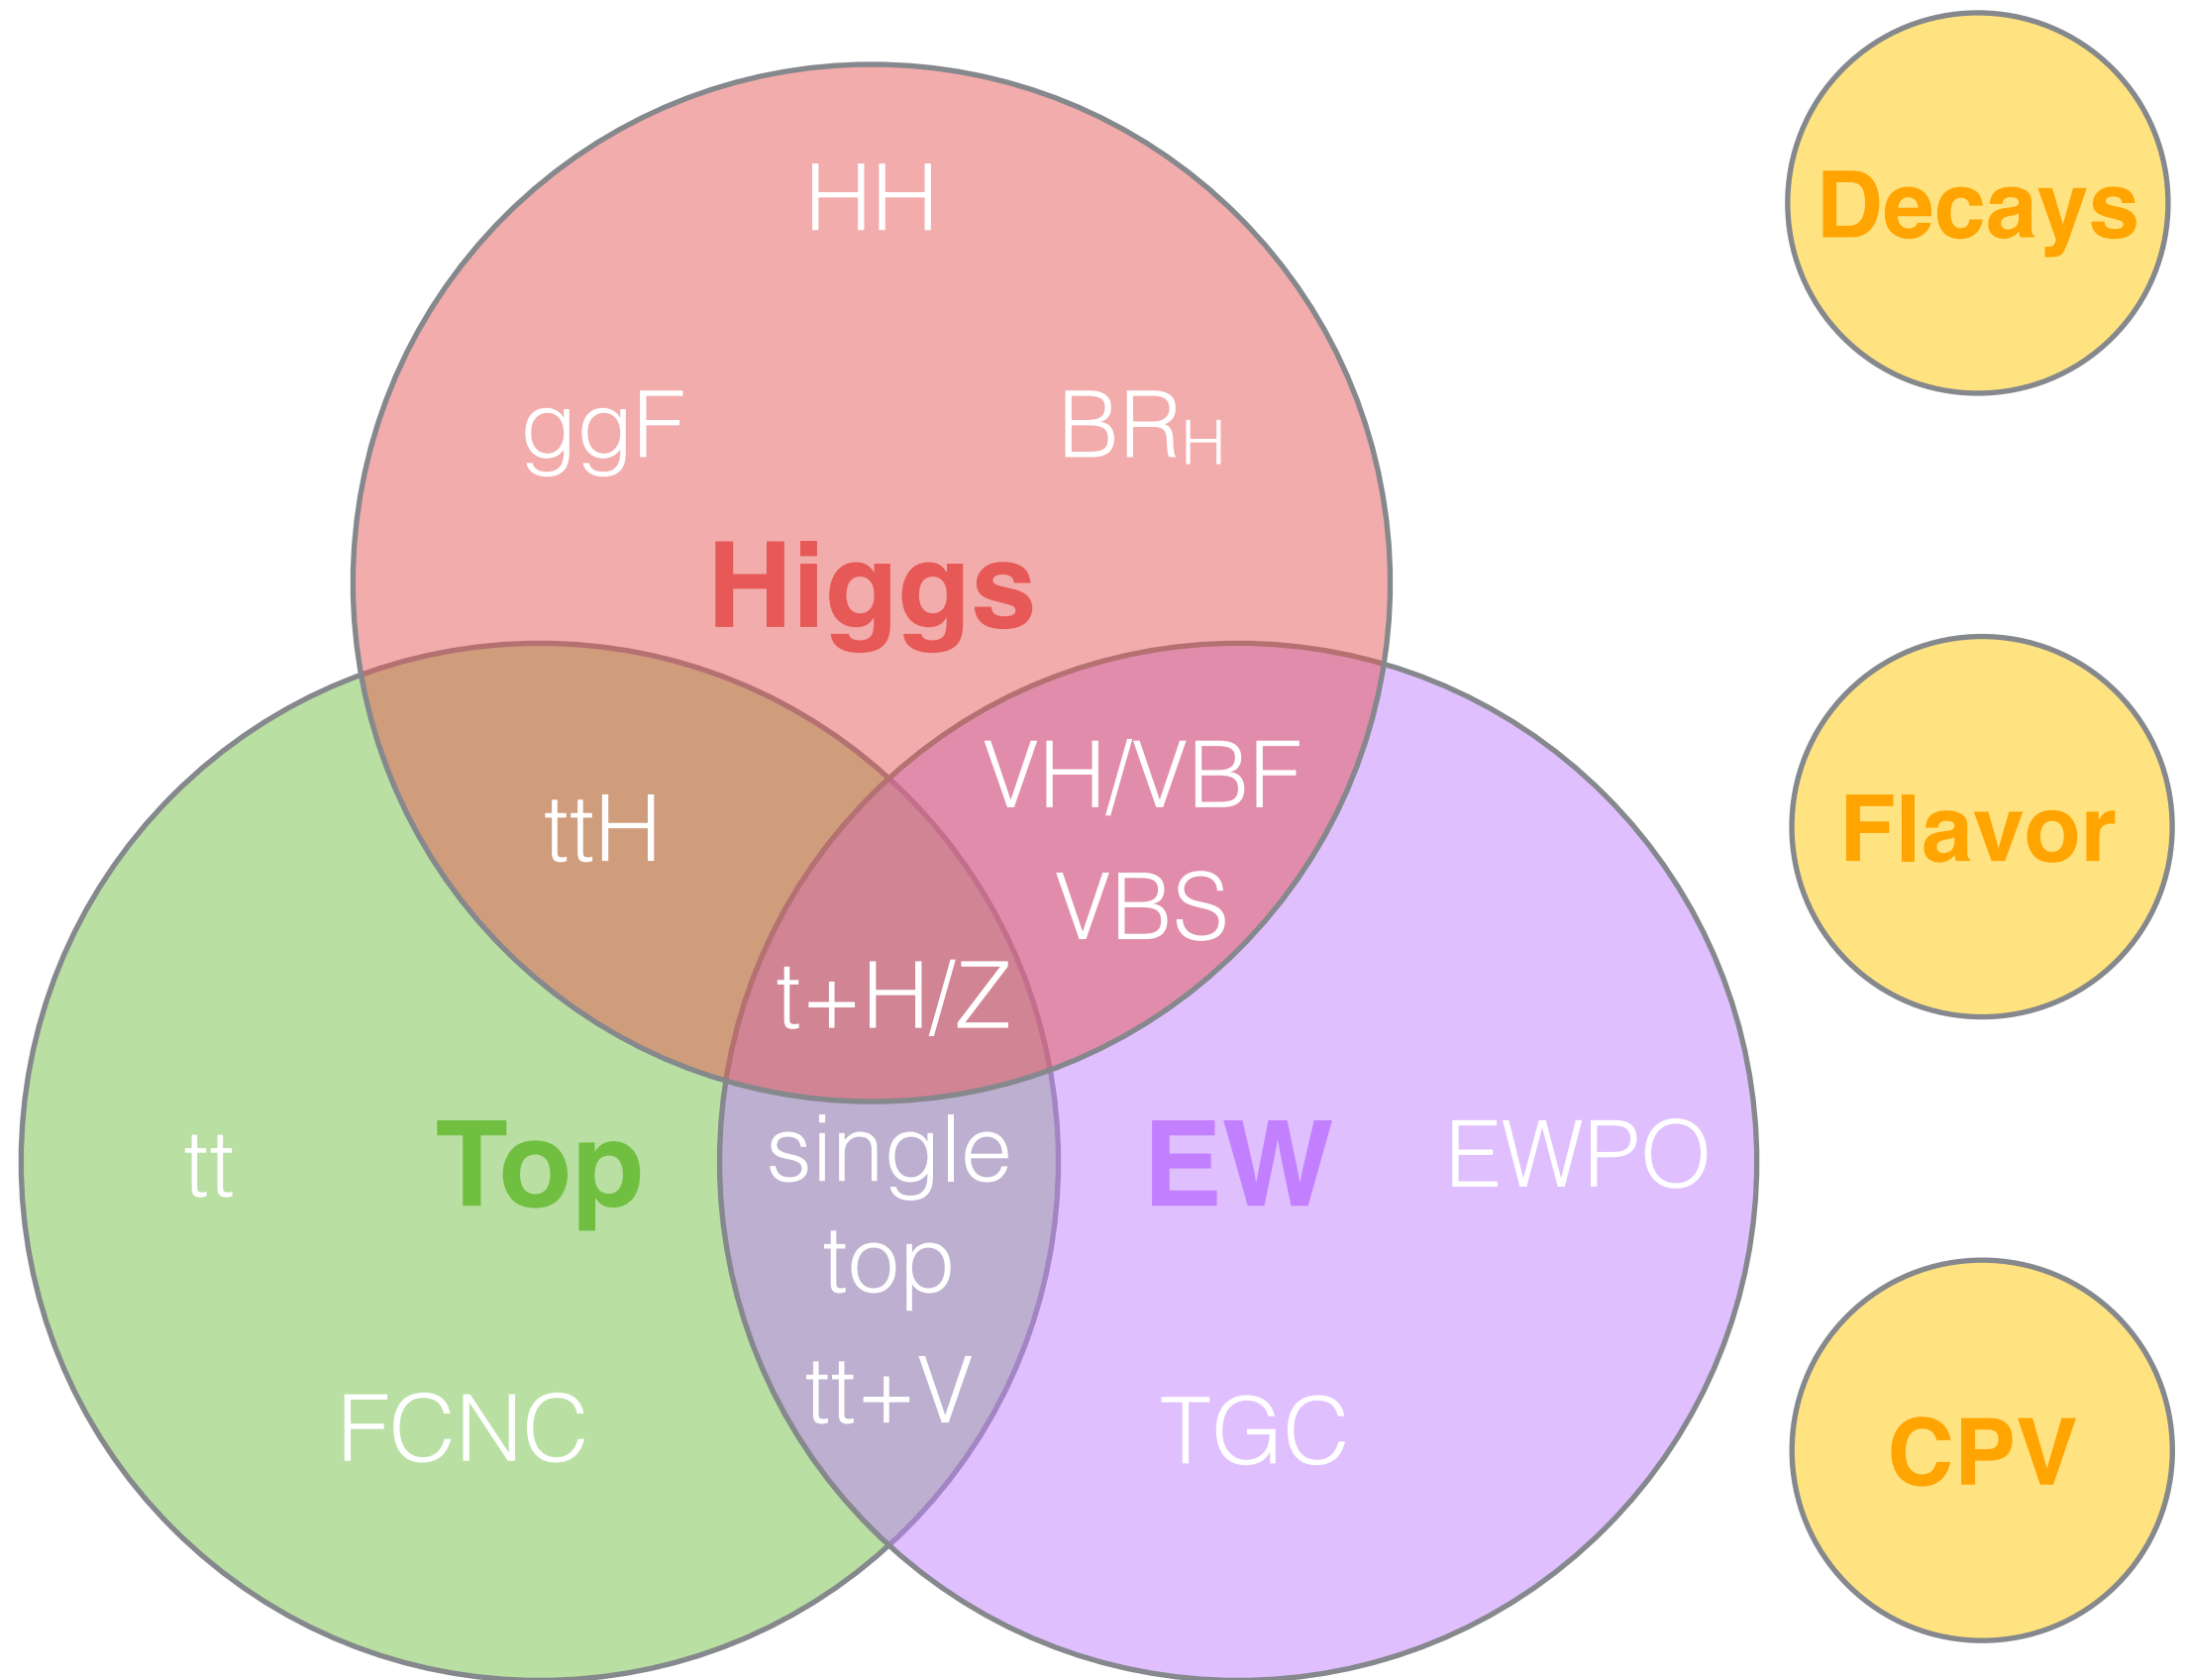 HH
ggF
BRH
Higgs
ttH
VH/VBF
VBS
t+H/Z
Top
tt
FCNC
single
top
tt+V
EW
EWPO
TGC
Decays
Flavor
CPV